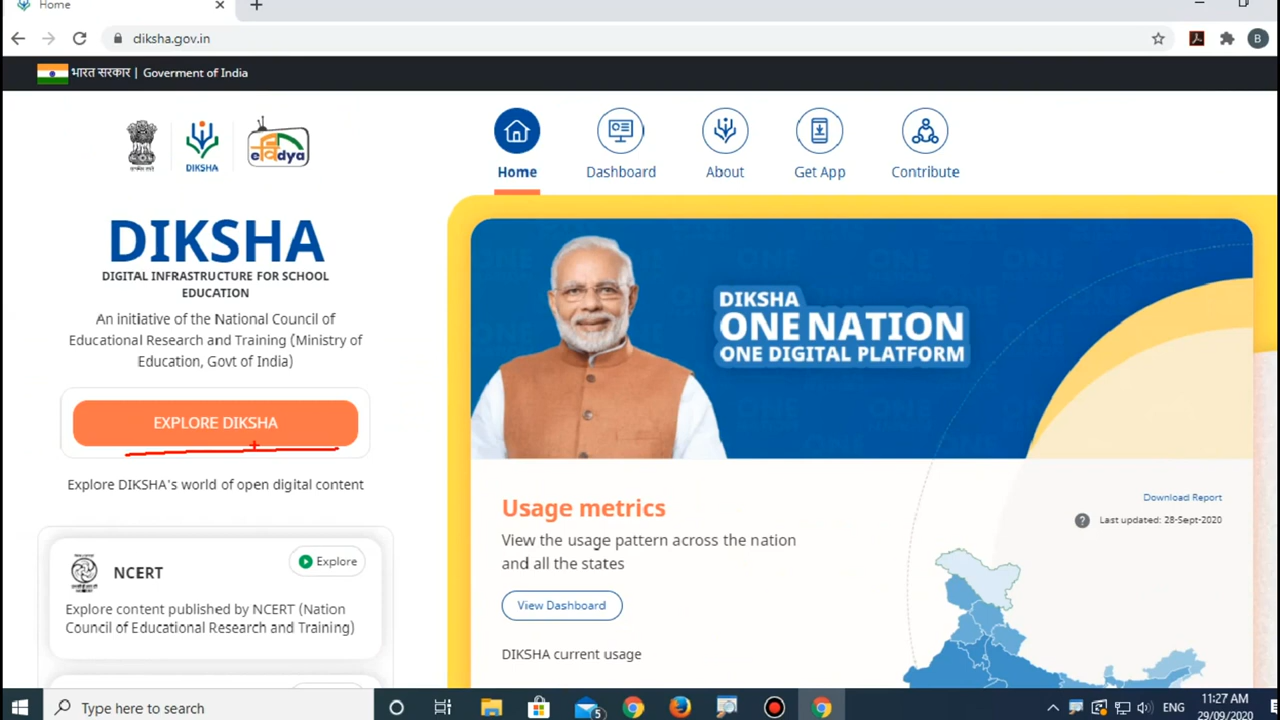 Home
diksha.gov.in
B
भारत सरकार | Goverment of India
DIKSHA
eविद्dya
Home
Dashboard
About
Get App
Contribute
DIKSHA
DIGITAL INFRASTRUCTURE FOR SCHOOL
EDUCATION
An initiative of the National Council of
Educational Research and Training (Ministry of
Education, Govt of India)
EXPLORE DIKSHA
Explore DIKSHA's world of open digital content
NCERT
Explore
Explore content published by NCERT (Nation
Council of Educational Research and Training)
DIKSHA
ONE NATION
ONE DIGITAL PLATFORM
Usage metrics
View the usage pattern across the nation
and all the states
View Dashboard
DIKSHA current usage
Download Report
? Last updated: 28-Sept-2020
Type here to search
5
ENG
11:27 AM
29/09/2020